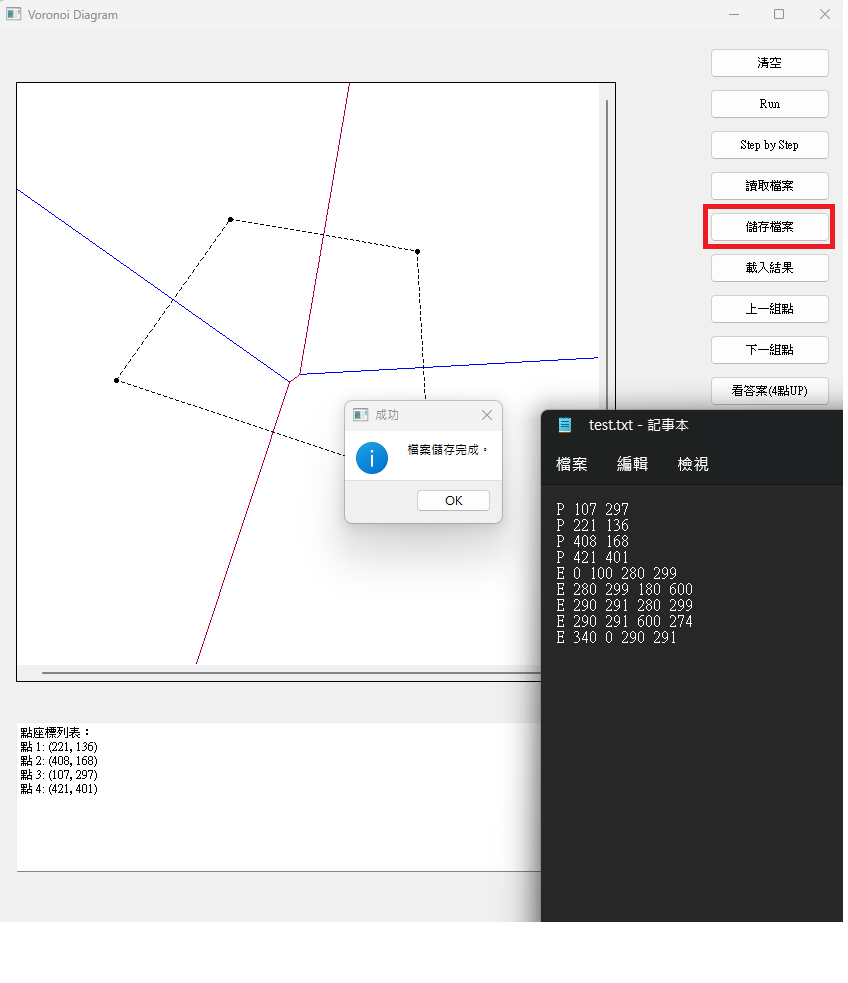 Voronoi Diagram
清空
Run
Step by Step
讀取檔案
儲存檔案
載入結果
上一組點
下一組點
看答案(4點UP)
成功
檔案儲存完成。
OK
test.txt - 記事本
檔案 編輯 檢視
P 107 297
P 221 136
P 408 168
P 421 401
E 0 100 280 299
E 280 299 180 600
E 290 291 280 299
E 290 291 600 274
E 340 0 290 291
點座標列表：
點 1: (221, 136)
點 2: (408, 168)
點 3: (107, 297)
點 4: (421, 401)